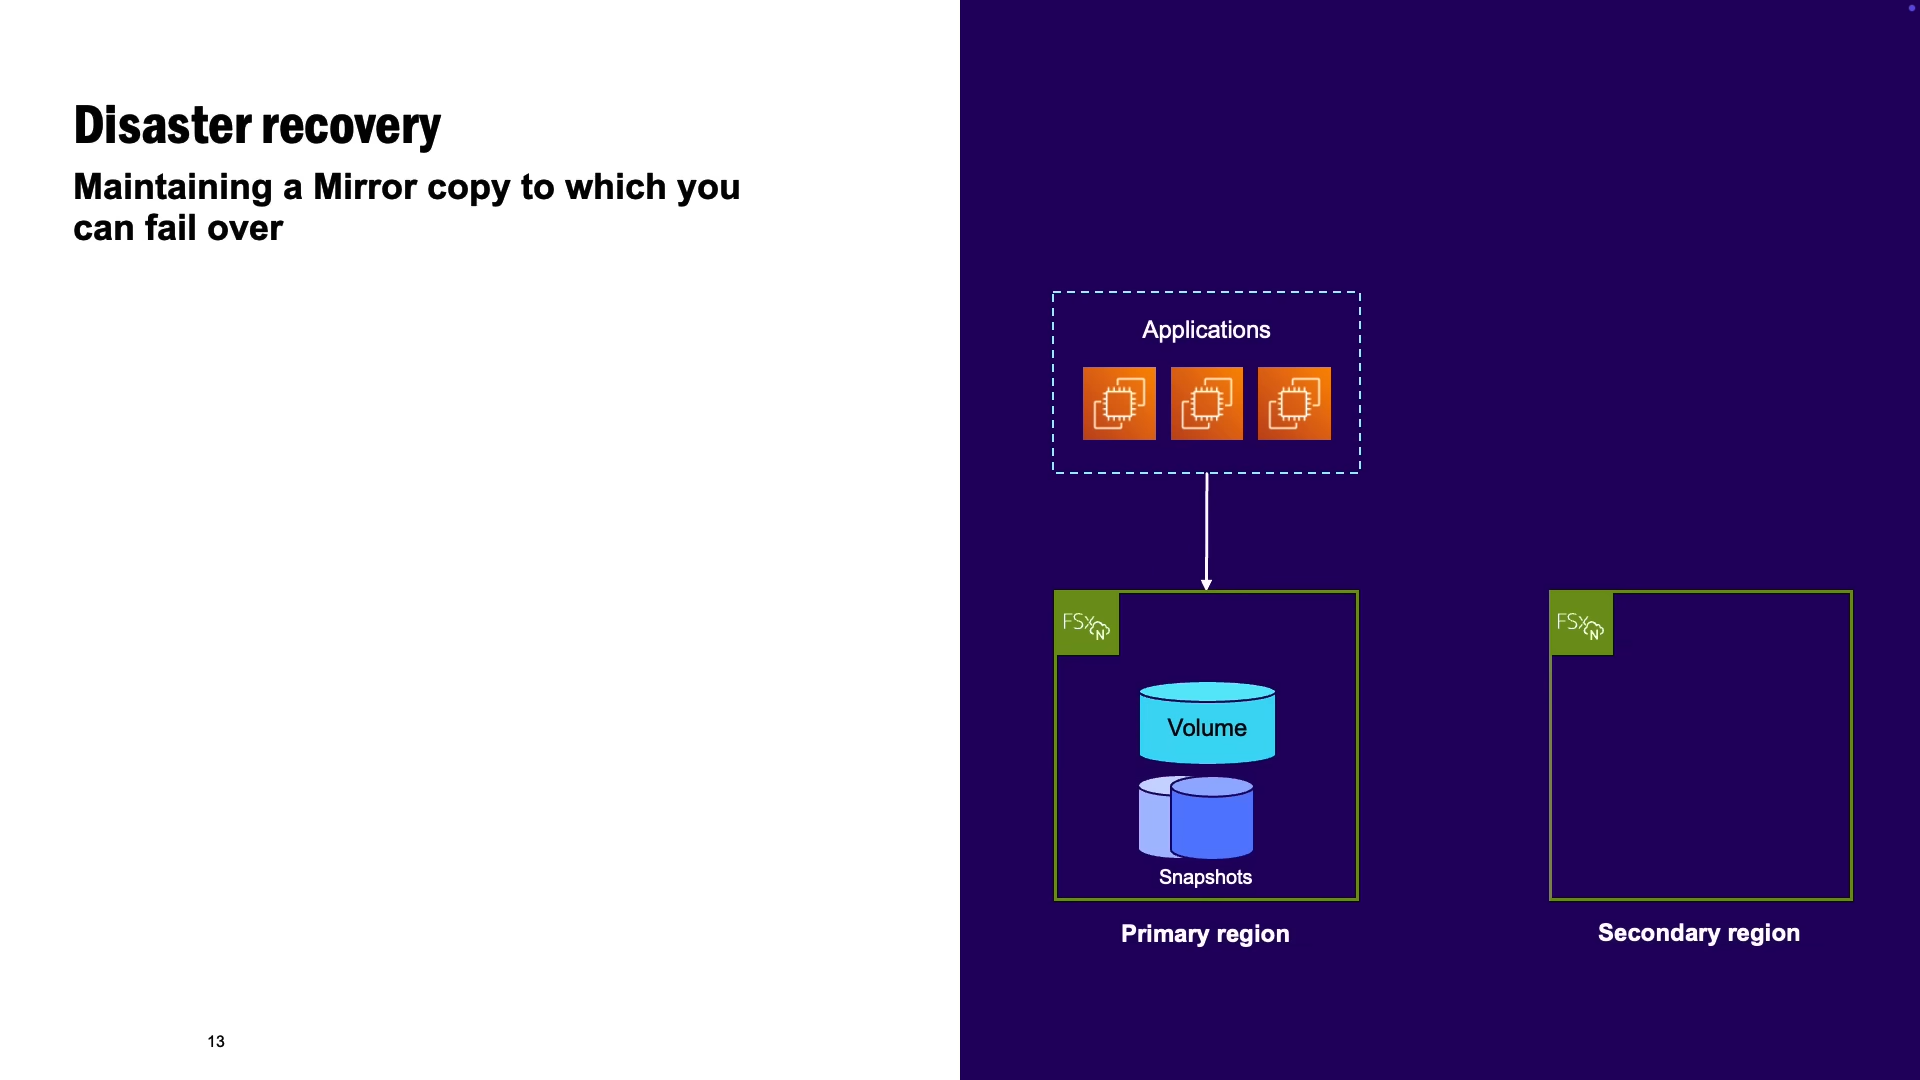 Disaster recovery
Maintaining a Mirror copy to which you
can fail over
Applications
FSx N
Volume
Snapshots
Primary region
FSx N
Secondary region
13